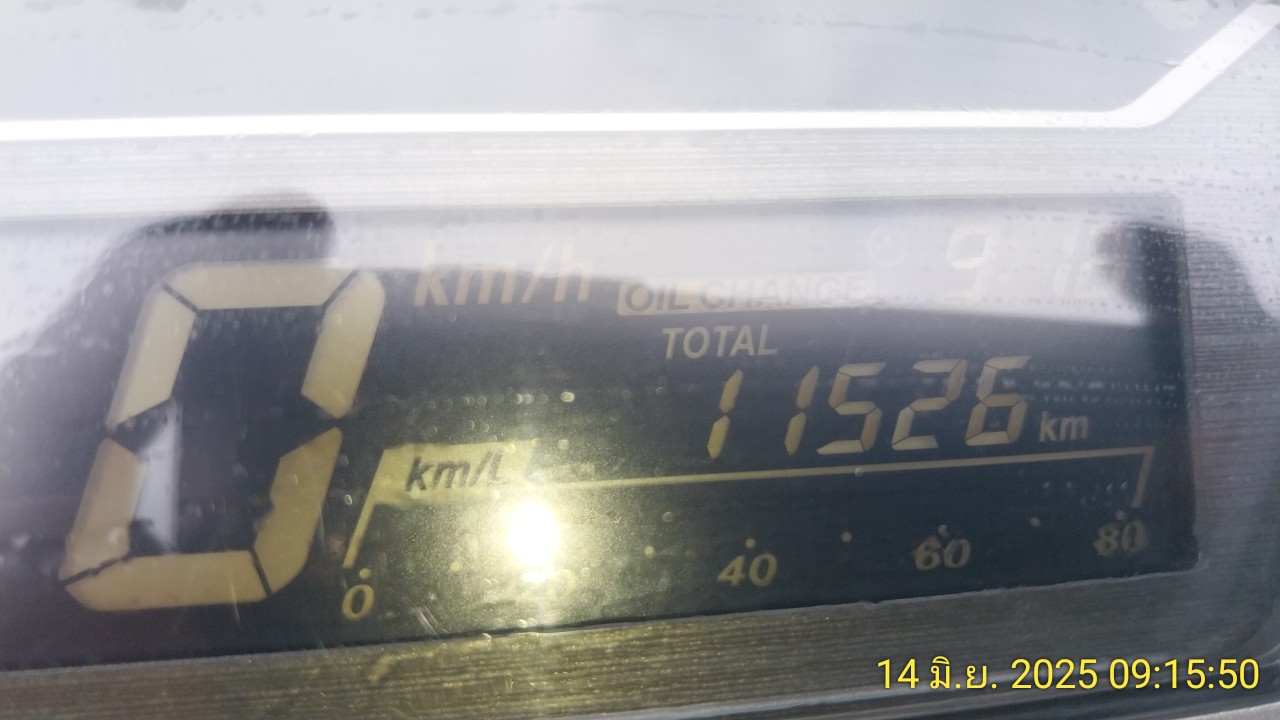 0 km/h
OIL CHANGE
TOTAL
11526 km
km/L
0 40 60 80
14 มิ.ย. 2025 09:15:50